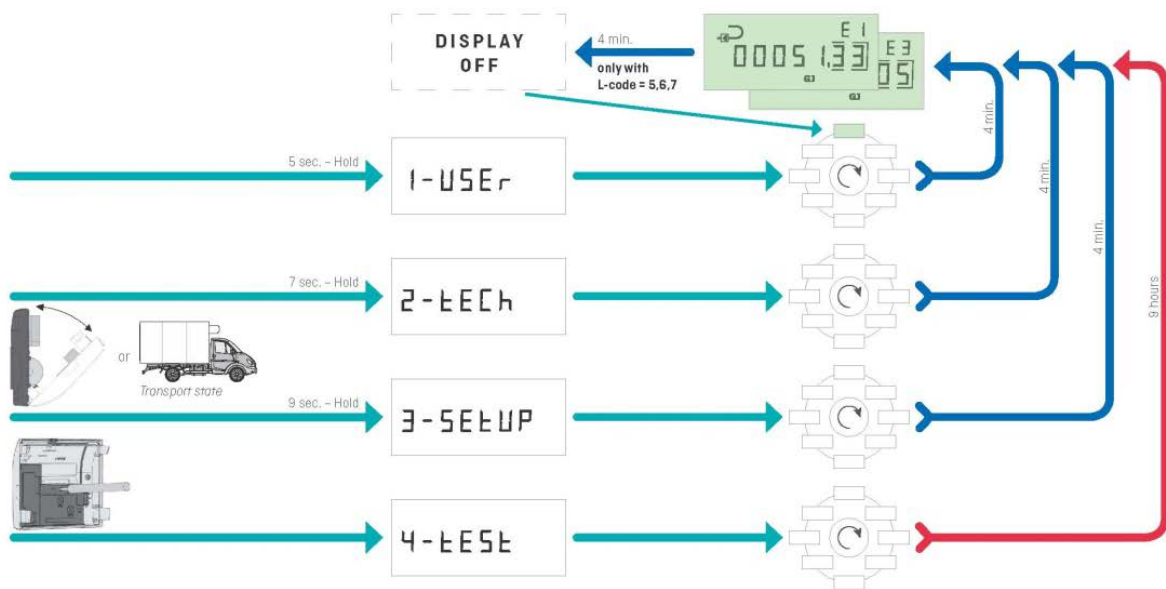 DISPLAY
OFF
4 min.
only with
L-code = 5,6,7
E1
00051,33
GJ
E3
05
GJ
5 sec. – Hold
1-USEr
4 min.
7 sec. – Hold
2-tECh
4 min.
or
Transport state
9 sec. – Hold
3-SEtUP
4 min.
4-tESt
9 hours